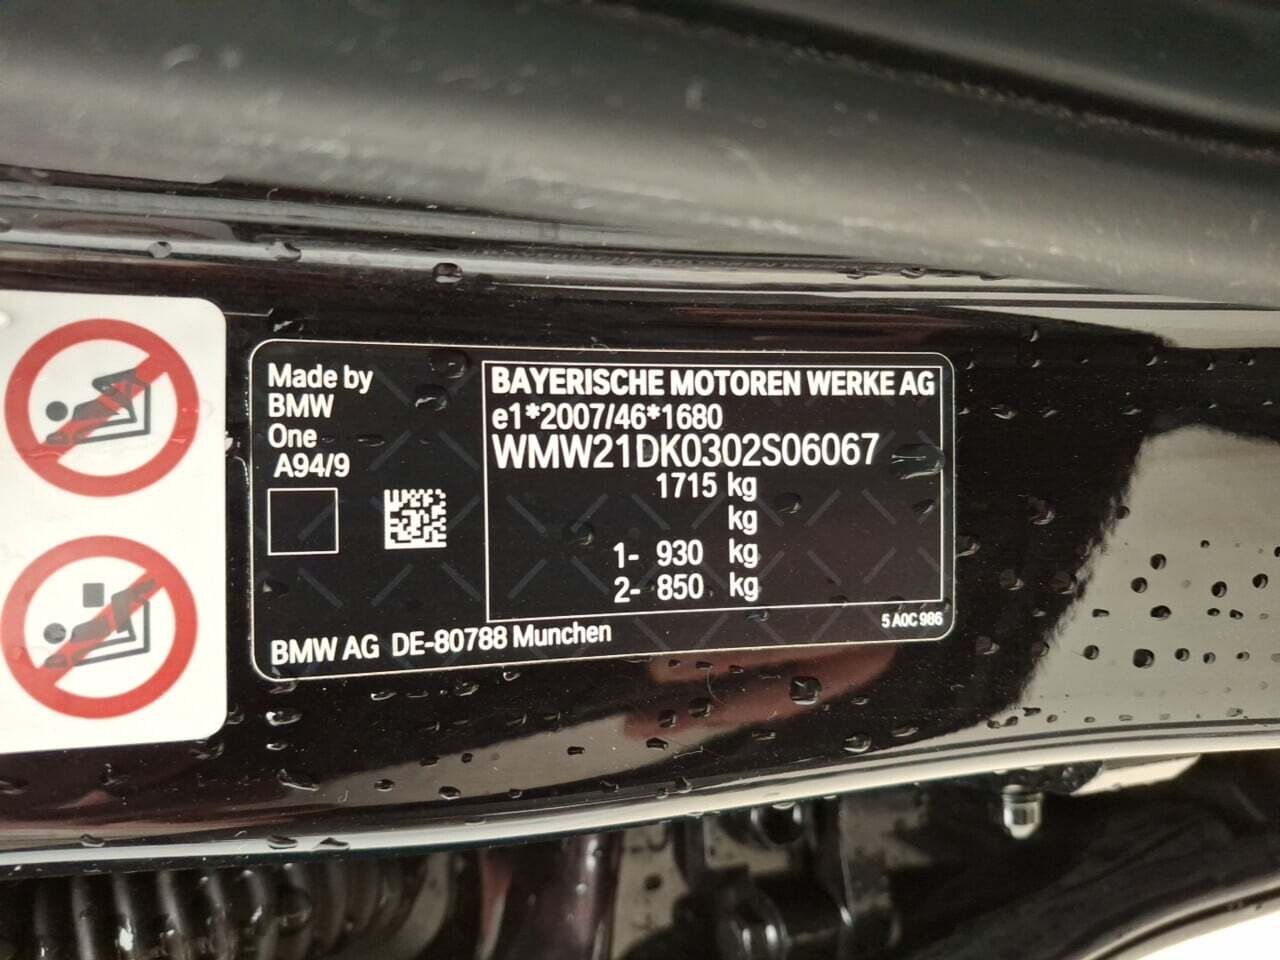 Made by
BMW
One
A94/9
BAYERISCHE MOTOREN WERKE AG
e1*2007/46*1680
WMW21DK0302S06067
1715 kg
kg
1- 930 kg
2- 850 kg
BMW AG DE-80788 Munchen
5 A0C 986